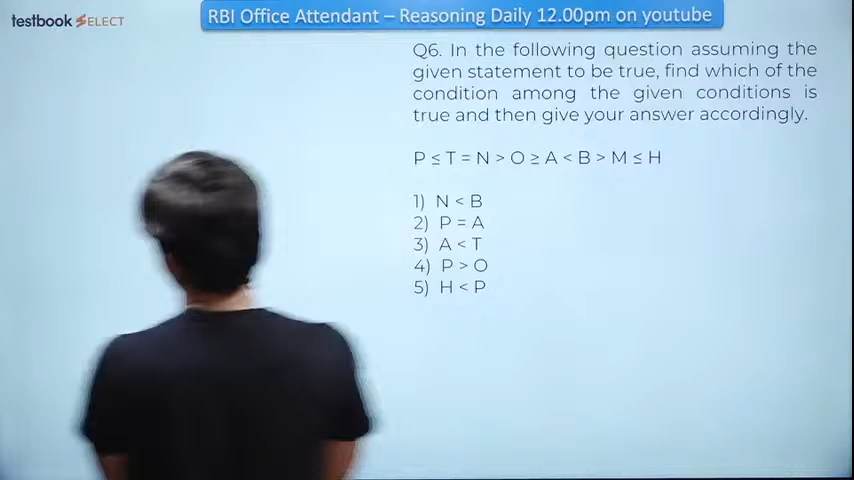 testbook SELECT
RBI Office Attendant – Reasoning Daily 12.00pm on youtube
Q6. In the following question assuming the
given statement to be true, find which of the
condition among the given conditions is
true and then give your answer accordingly.
P ≤ T = N > O ≥ A < B > M ≤ H
1) N < B
2) P = A
3) A < T
4) P > O
5) H < P